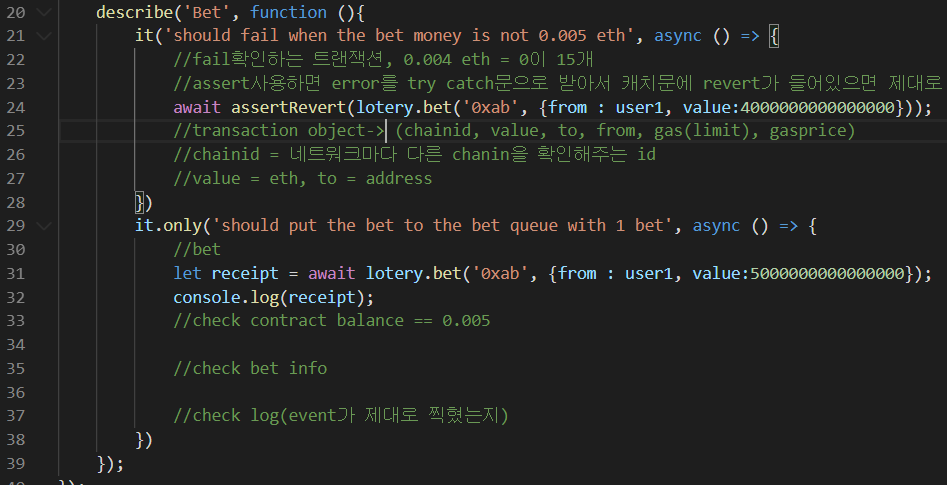 20 describe('Bet', function (){
21 it('should fail when the bet money is not 0.005 eth', async () => {
22 //fail확인하는 트랜잭션, 0.004 eth = 0이 15개
23 //assert사용하면 error를 try catch문으로 받아서 캐치문에 revert가 들어있으면 제대로
24 await assertRevert(lotery.bet('0xab', {from : user1, value:4000000000000000}));
25 //transaction object-> (chainid, value, to, from, gas(limit), gasprice)
26 //chainid = 네트워크마다 다른 chanin을 확인해주는 id
27 //value = eth, to = address
28 })
29 it.only('should put the bet to the bet queue with 1 bet', async () => {
30 //bet
31 let receipt = await lotery.bet('0xab', {from : user1, value:5000000000000000});
32 console.log(receipt);
33 //check contract balance == 0.005
34
35 //check bet info
36
37 //check log(event가 제대로 찍혔는지)
38 })
39 });